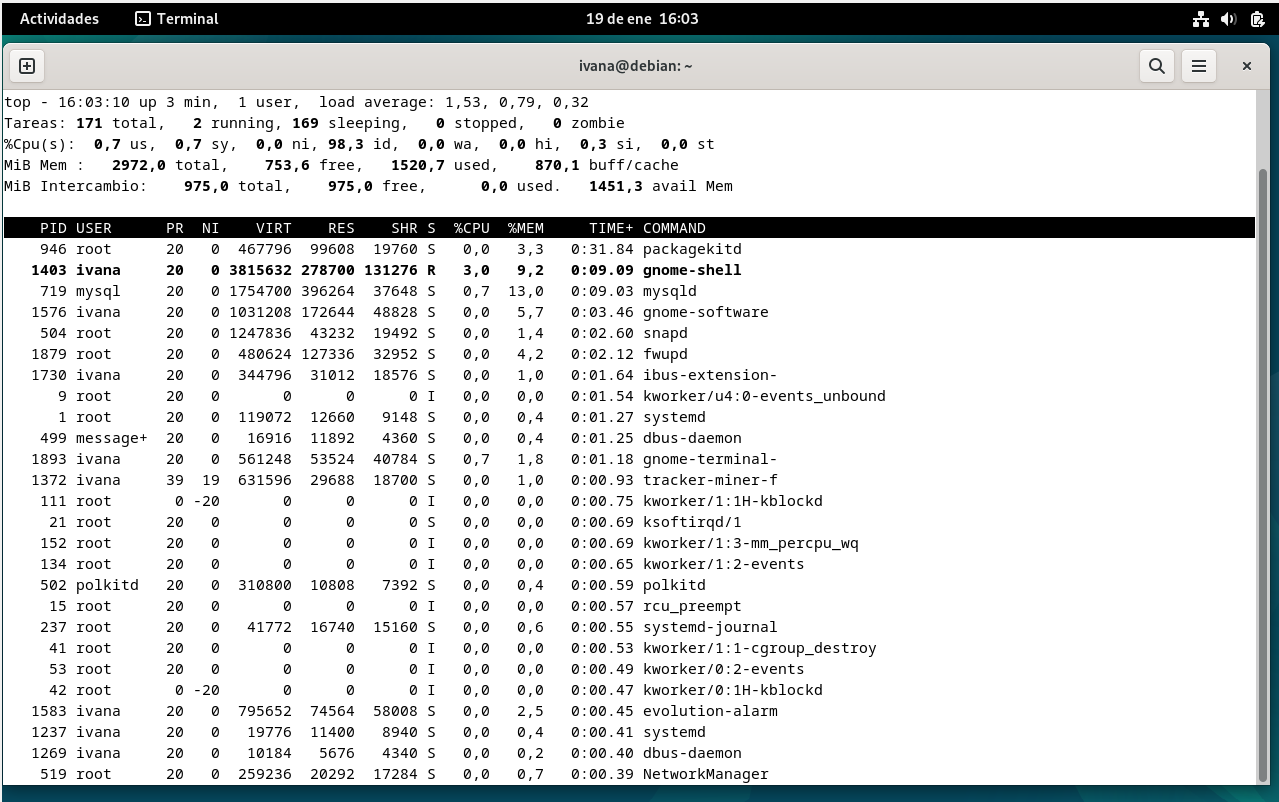 Actividades Terminal 19 de ene 16:03
ivana@debian: ~
top - 16:03:10 up 3 min,  1 user,  load average: 1,53, 0,79, 0,32
Tareas: 171 total,   2 running, 169 sleeping,   0 stopped,   0 zombie
%Cpu(s):  0,7 us,  0,7 sy,  0,0 ni, 98,3 id,  0,0 wa,  0,0 hi,  0,3 si,  0,0 st
MiB Mem :   2972,0 total,    753,6 free,   1520,7 used,    870,1 buff/cache
MiB Intercambio:    975,0 total,    975,0 free,      0,0 used.   1451,3 avail Mem
PID USER PR NI VIRT RES SHR S %CPU %MEM TIME+ COMMAND
946 root 20 0 467796 99608 19760 S 0,0 3,3 0:31.84 packagekitd
1403 ivana 20 0 3815632 278700 131276 R 3,0 9,2 0:09.09 gnome-shell
719 mysql 20 0 1754700 396264 37648 S 0,7 13,0 0:09.03 mysqld
1576 ivana 20 0 1031208 172644 48828 S 0,0 5,7 0:03.46 gnome-software
504 root 20 0 1247836 43232 19492 S 0,0 1,4 0:02.60 snapd
1879 root 20 0 480624 127336 32952 S 0,0 4,2 0:02.12 fwupd
1730 ivana 20 0 344796 31012 18576 S 0,0 1,0 0:01.64 ibus-extension-
9 root 20 0 0 0 0 I 0,0 0,0 0:01.54 kworker/u4:0-events_unbound
1 root 20 0 119072 12660 9148 S 0,0 0,4 0:01.27 systemd
499 message+ 20 0 16916 11892 4360 S 0,0 0,4 0:01.25 dbus-daemon
1893 ivana 20 0 561248 53524 40784 S 0,7 1,8 0:01.18 gnome-terminal-
1372 ivana 39 19 631596 29688 18700 S 0,0 1,0 0:00.93 tracker-miner-f
111 root 0 -20 0 0 0 I 0,0 0,0 0:00.75 kworker/1:1H-kblockd
21 root 20 0 0 0 0 S 0,0 0,0 0:00.69 ksoftirqd/1
152 root 20 0 0 0 0 I 0,0 0,0 0:00.69 kworker/1:3-mm_percpu_wq
134 root 20 0 0 0 0 I 0,0 0,0 0:00.65 kworker/1:2-events
502 polkitd 20 0 310800 10808 7392 S 0,0 0,4 0:00.59 polkitd
15 root 20 0 0 0 0 I 0,0 0,0 0:00.57 rcu_preempt
237 root 20 0 41772 16740 15160 S 0,0 0,6 0:00.55 systemd-journal
41 root 20 0 0 0 0 I 0,0 0,0 0:00.53 kworker/1:1-cgroup_destroy
53 root 20 0 0 0 0 I 0,0 0,0 0:00.49 kworker/0:2-events
42 root 0 -20 0 0 0 I 0,0 0,0 0:00.47 kworker/0:1H-kblockd
1583 ivana 20 0 795652 74564 58008 S 0,0 2,5 0:00.45 evolution-alarm
1237 ivana 20 0 19776 11400 8940 S 0,0 0,4 0:00.41 systemd
1269 ivana 20 0 10184 5676 4340 S 0,0 0,2 0:00.40 dbus-daemon
519 root 20 0 259236 20292 17284 S 0,0 0,7 0:00.39 NetworkManager